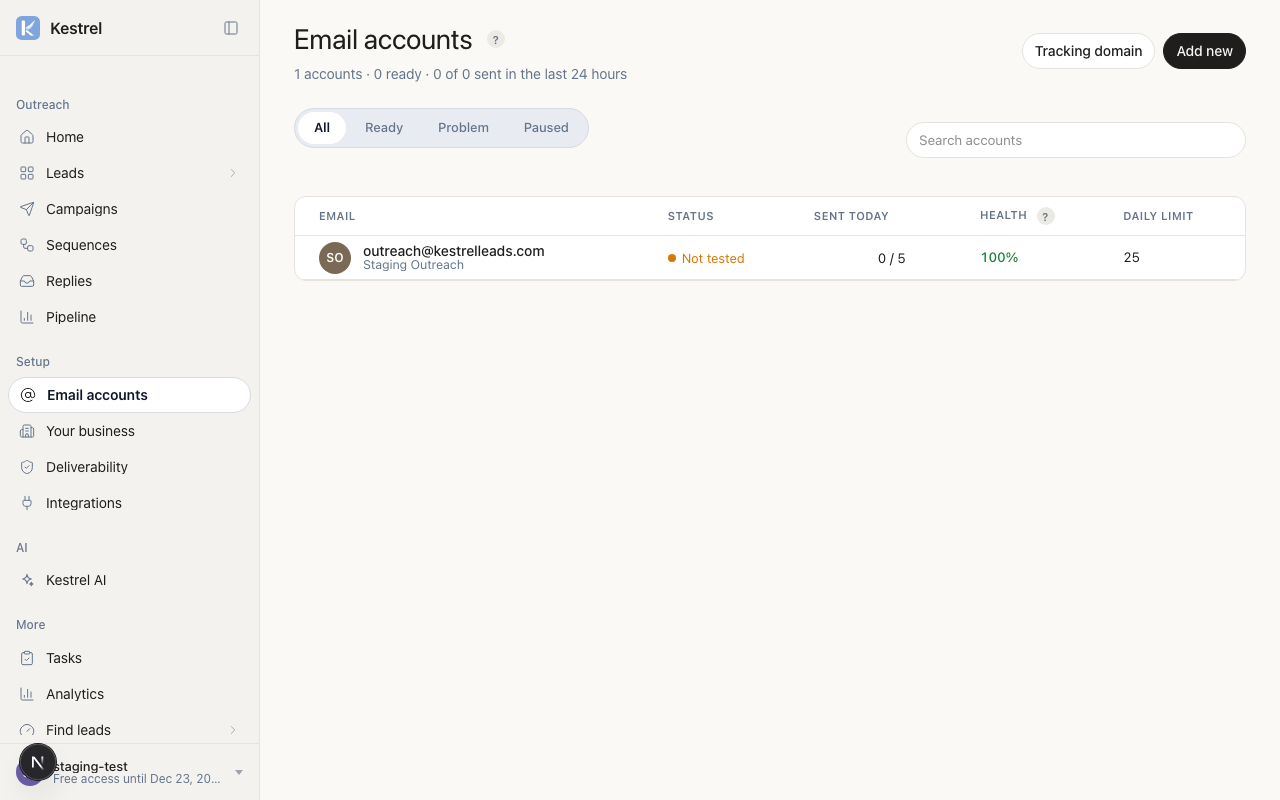 Kestrel
Outreach
Home
Leads
Campaigns
Sequences
Replies
Pipeline
Setup
Email accounts
Your business
Deliverability
Integrations
AI
Kestrel AI
More
Tasks
Analytics
Find leads
N
staging-test
Free access until Dec 23, 20...
Email accounts ?
1 accounts · 0 ready · 0 of 0 sent in the last 24 hours
Tracking domain
Add new
All Ready Problem Paused
Search accounts
EMAIL STATUS SENT TODAY HEALTH ? DAILY LIMIT
SO outreach@kestrelleads.com Not tested 0 / 5 100% 25
Staging Outreach